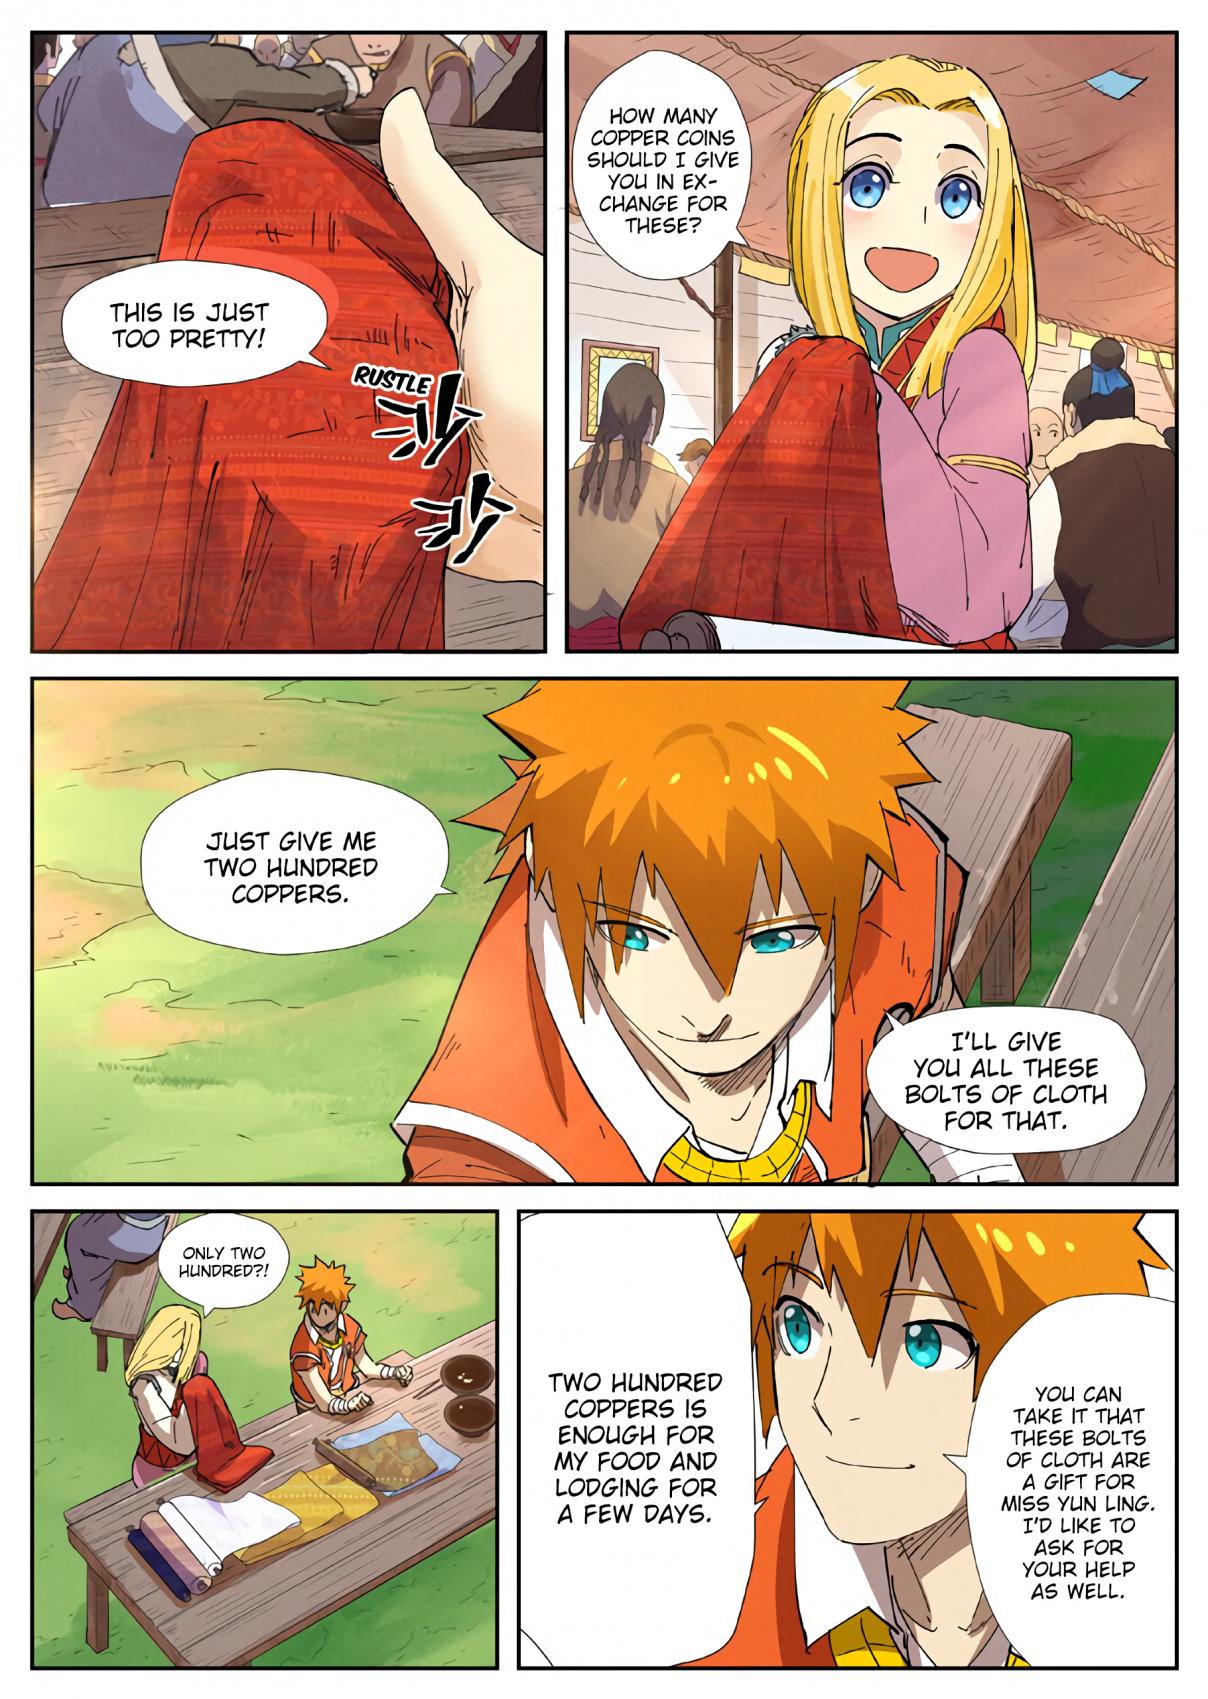 THIS IS JUST
TOO PRETTY!
RUSTLE
HOW MANY
COPPER COINS
SHOULD I GIVE
YOU IN EX-
CHANGE FOR
THESE?
JUST GIVE ME
TWO HUNDRED
COPPERS.
I'LL GIVE
YOU ALL THESE
BOLTS OF CLOTH
FOR THAT.
ONLY TWO
HUNDRED?!
TWO HUNDRED
COPPERS IS
ENOUGH FOR
MY FOOD AND
LODGING FOR
A FEW DAYS.
YOU CAN
TAKE IT THAT
THESE BOLTS
OF CLOTH ARE
A GIFT FOR
MISS YUN LING.
I'D LIKE TO
ASK FOR
YOUR HELP
AS WELL.